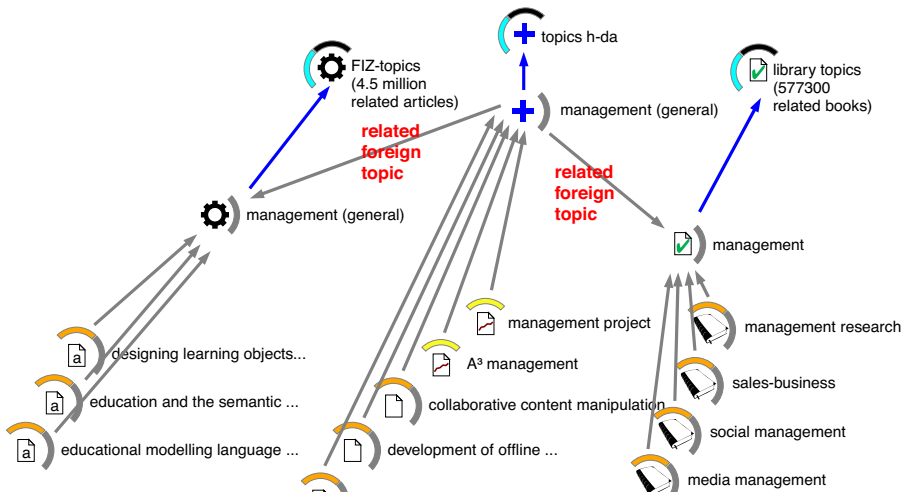 topics h-da
FIZ-topics
(4.5 million
related articles)
library topics
(577300
related books)
management (general)
related
foreign
topic
related
foreign
topic
management (general)
management
management project
management research
designing learning objects...
a
A³ management
sales-business
education and the semantic ...
a
collaborative content manipulation
social management
educational modelling language ...
a
development of offline ...
media management